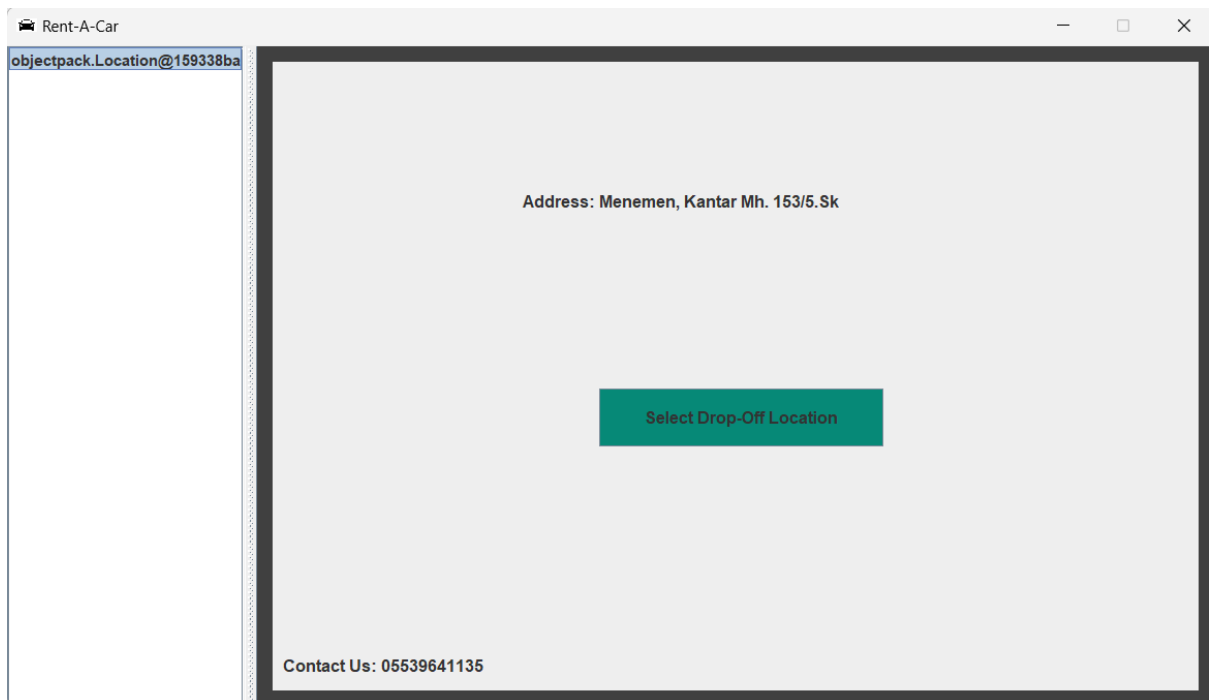 Rent-A-Car
objectpack.Location@159338ba
Address: Menemen, Kantar Mh. 153/5.Sk
Select Drop-Off Location
Contact Us: 05539641135